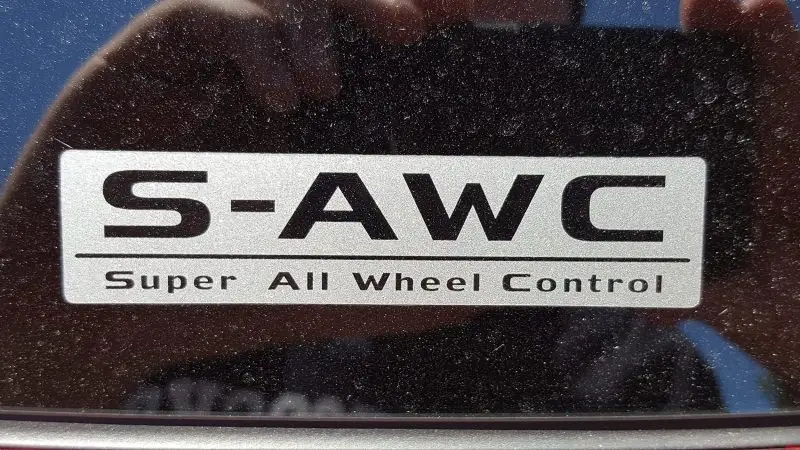 S-AWC
Super All Wheel Control